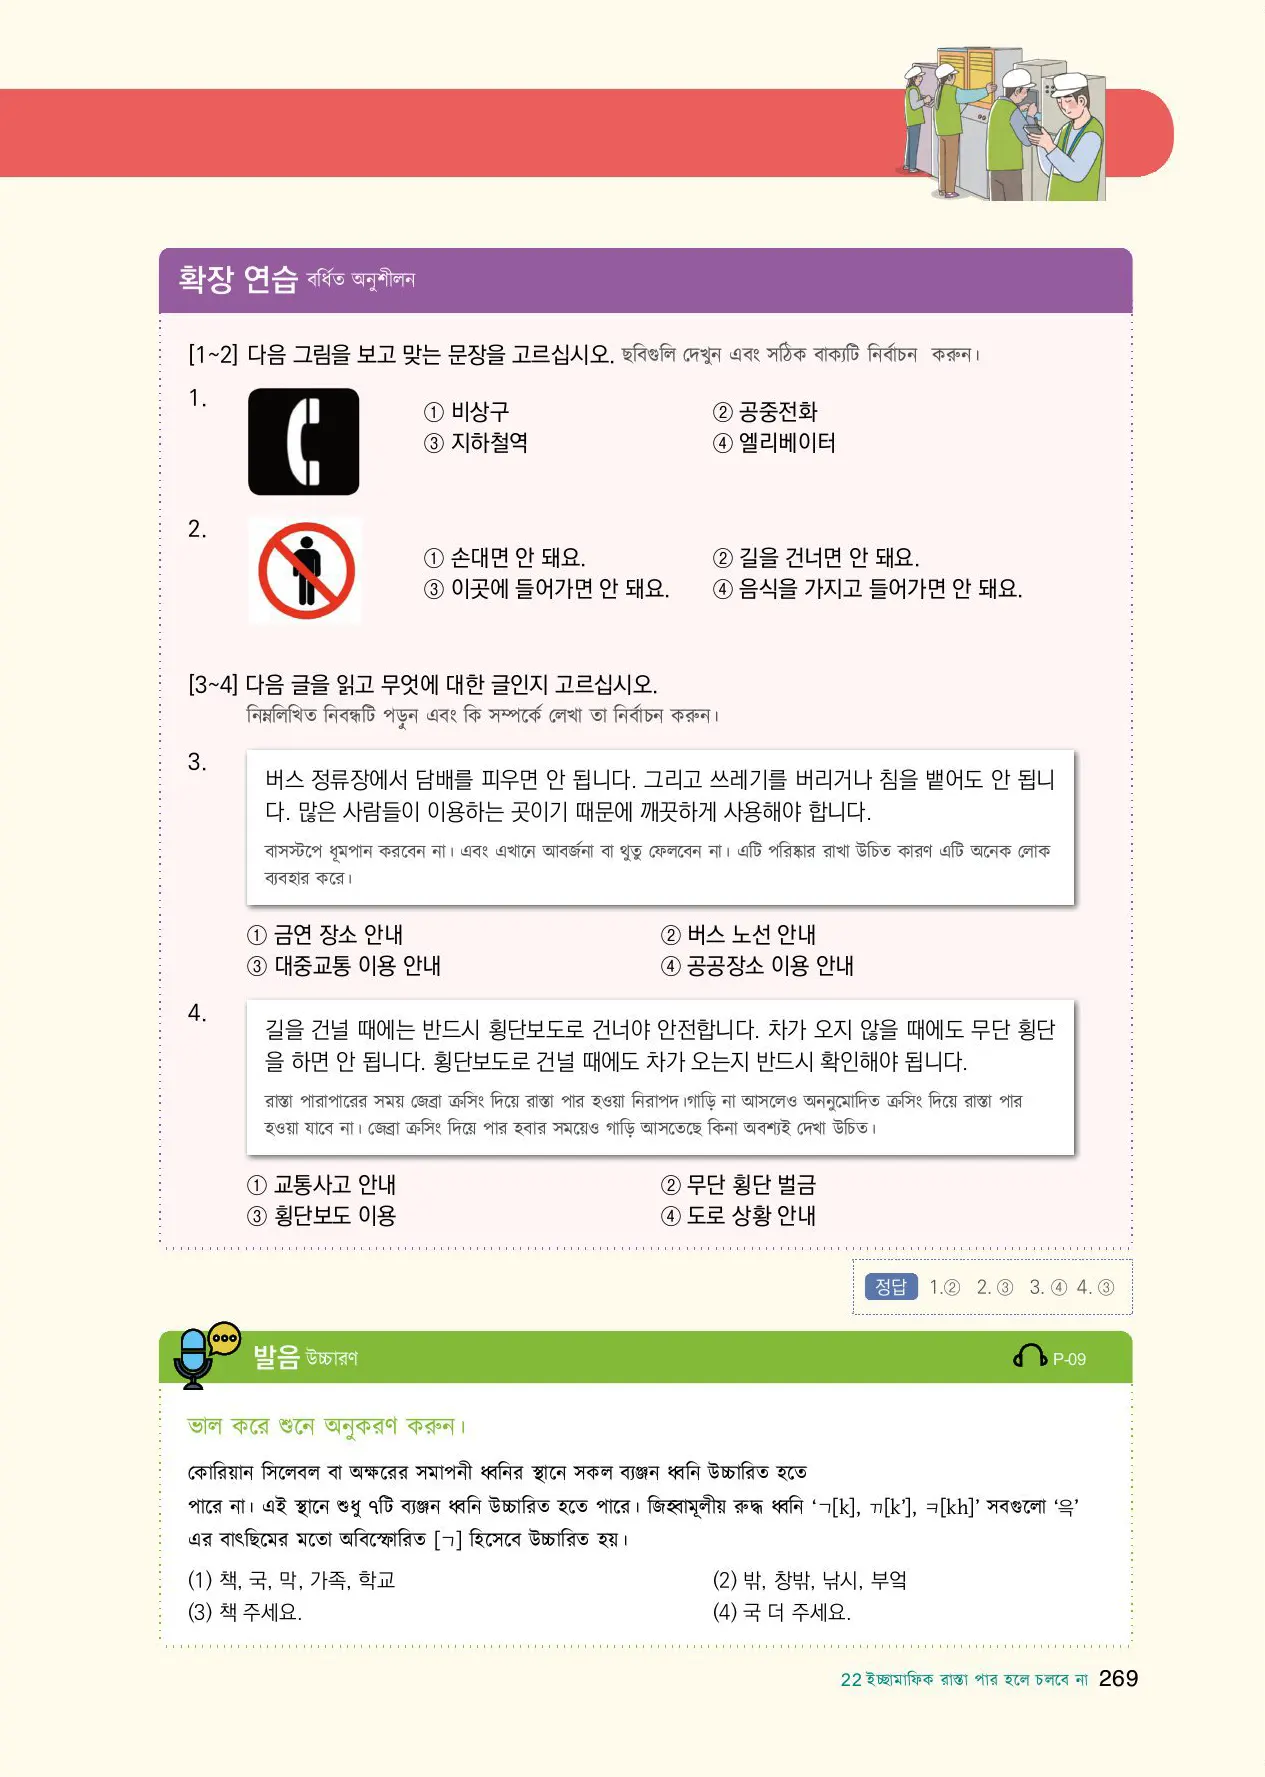 확장 연습 বর্ধিত অনুশীলন
[1~2] 다음 그림을 보고 맞는 문장을 고르십시오. ছবিগুলি দেখুন এবং সঠিক বাক্যটি নির্বাচন করুন।
1.
① 비상구 ② 공중전화
③ 지하철역 ④ 엘리베이터
2.
① 손대면 안 돼요. ② 길을 건너면 안 돼요.
③ 이곳에 들어가면 안 돼요. ④ 음식을 가지고 들어가면 안 돼요.
[3~4] 다음 글을 읽고 무엇에 대한 글인지 고르십시오.
নিম্নলিখিত নিবন্ধটি পড়ুন এবং কি সম্পর্কে লেখা তা নির্বাচন করুন।
3.
버스 정류장에서 담배를 피우면 안 됩니다. 그리고 쓰레기를 버리거나 침을 뱉어도 안 됩니
다. 많은 사람들이 이용하는 곳이기 때문에 깨끗하게 사용해야 합니다.
বাসস্টপে ধূমপান করবেন না। এবং এখানে আবর্জনা বা থুতু ফেলবেন না। এটি পরিষ্কার রাখা উচিত কারণ এটি অনেক লোক
ব্যবহার করে।
① 금연 장소 안내 ② 버스 노선 안내
③ 대중교통 이용 안내 ④ 공공장소 이용 안내
4.
길을 건널 때에는 반드시 횡단보도로 건너야 안전합니다. 차가 오지 않을 때에도 무단 횡단
을 하면 안 됩니다. 횡단보도로 건널 때에도 차가 오는지 반드시 확인해야 됩니다.
রাস্তা পারাপারের সময় জেব্রা ক্রসিং দিয়ে রাস্তা পার হওয়া নিরাপদ।গাড়ি না আসলেও অননুমোদিত ক্রসিং দিয়ে রাস্তা পার
হওয়া যাবে না। জেব্রা ক্রসিং দিয়ে পার হবার সময়েও গাড়ি আসতেছে কিনা অবশ্যই দেখা উচিত।
① 교통사고 안내 ② 무단 횡단 벌금
③ 횡단보도 이용 ④ 도로 상황 안내
정답 1.② 2. ③ 3. ④ 4. ③
발음 উচ্চারণ P-09
ভাল করে শুনে অনুকরণ করুন।
কোরিয়ান সিলেবল বা অক্ষরের সমাপনী ধ্বনির স্থানে সকল ব্যঞ্জন ধ্বনি উচ্চারিত হতে
পারে না। এই স্থানে শুধু ৭টি ব্যঞ্জন ধ্বনি উচ্চারিত হতে পারে। জিহ্বামূলীয় রুদ্ধ ধ্বনি ‘ㄱ[k], ㄲ[k’], ㅋ[kh]’ সবগুলো ‘윽’
এর বাৎছিমের মতো অবিস্ফোরিত [ㄱ] হিসেবে উচ্চারিত হয়।
(1) 책, 국, 막, 가족, 학교 (2) 밖, 창밖, 낚시, 부엌
(3) 책 주세요. (4) 국 더 주세요.
22 ইচ্ছামাফিক রাস্তা পার হলে চলবে না 269